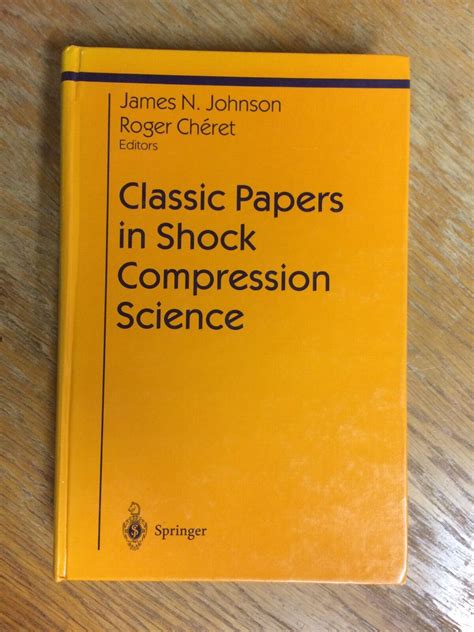 James N. Johnson
Roger Chéret
Editors
Classic Papers
in Shock
Compression
Science
Springer